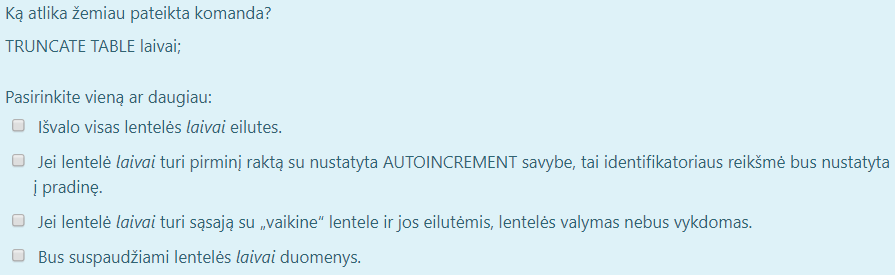 Ką atlika žemiau pateikta komanda?
TRUNCATE TABLE laivai;
Pasirinkite vieną ar daugiau:
Išvalo visas lentelės laivai eilutes.
Jei lentelė laivai turi pirminį raktą su nustatyta AUTOINCREMENT savybe, tai identifikatoriaus reikšmė bus nustatyta
į pradinę.
Jei lentelė laivai turi sąsają su „vaikine“ lentele ir jos eilutėmis, lentelės valymas nebus vykdomas.
Bus suspaudžiami lentelės laivai duomenys.